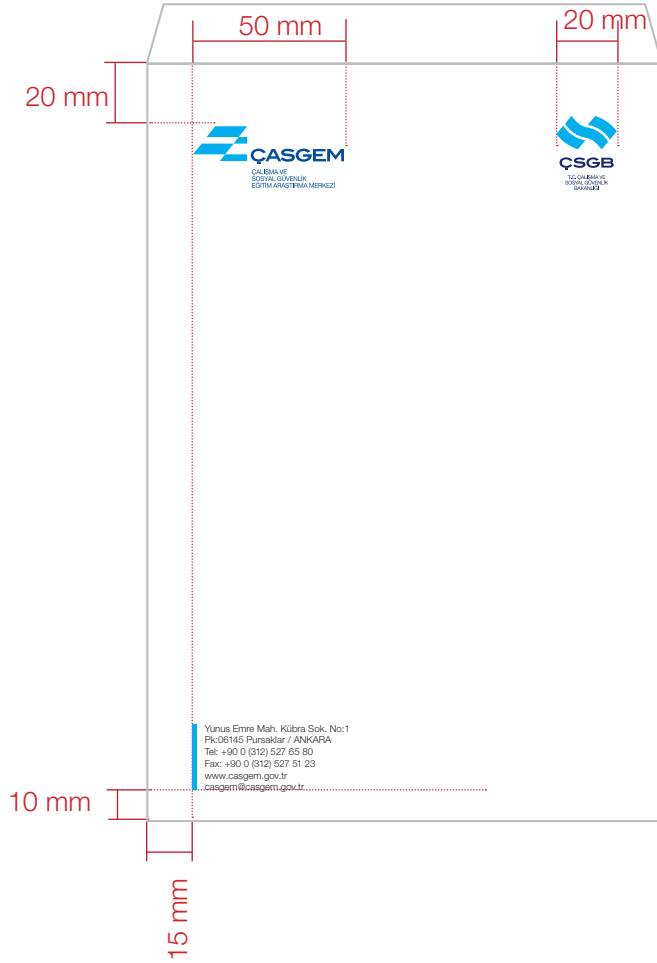 50 mm
20 mm
20 mm
ÇASGEM
ÇALIŞMA VE
SOSYAL GÜVENLİK
EĞİTİM ARAŞTIRMA MERKEZİ
ÇSGB
T.C. ÇALIŞMA VE
SOSYAL GÜVENLİK
BAKANLIĞI
Yunus Emre Mah. Kübra Sok. No:1
Pk:06145 Pursaklar / ANKARA
Tel: +90 0 (312) 527 65 80
Fax: +90 0 (312) 527 51 23
www.casgem.gov.tr
casgem@casgem.gov.tr
10 mm
15 mm